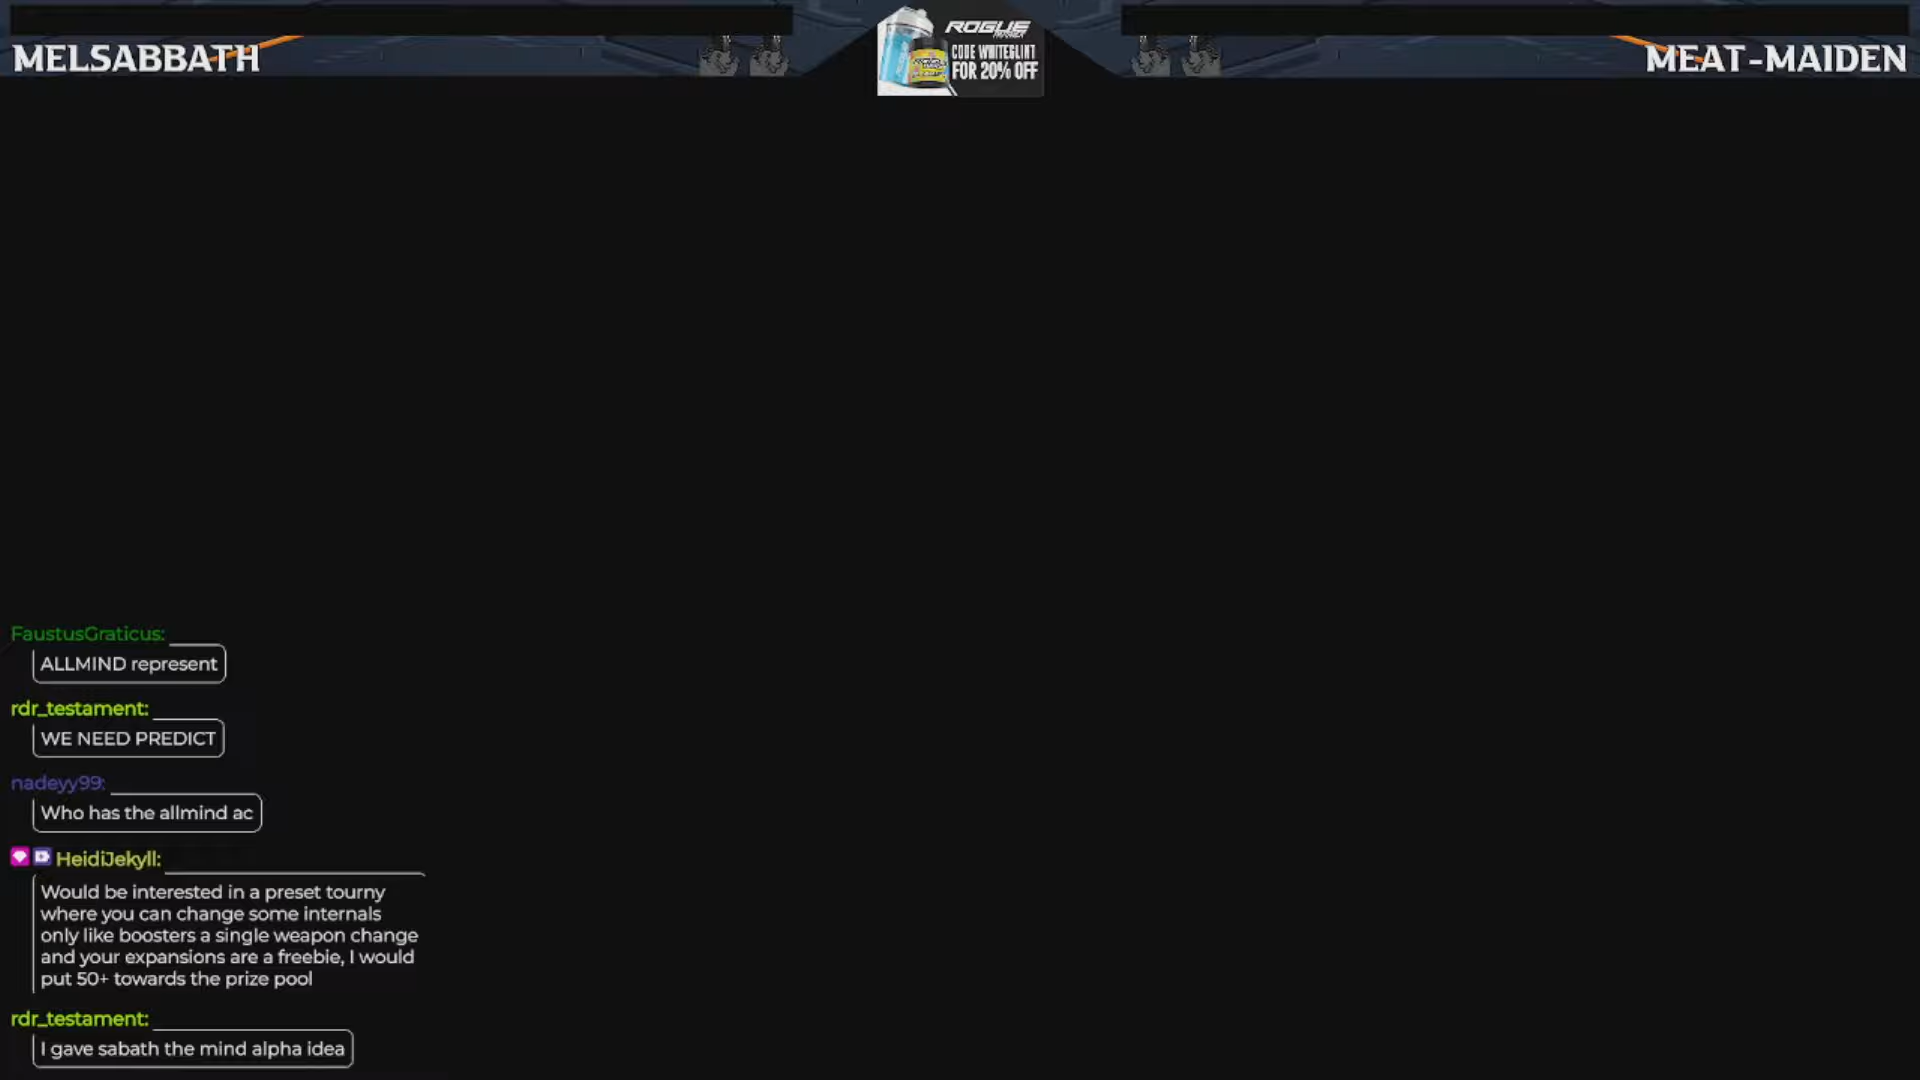 MELSABBATH
ROGUE
CODE WHITEGLINT
FOR 20% OFF
MEAT-MAIDEN
FaustusGraticus:
ALLMIND represent
rdr_testament:
WE NEED PREDICT
nadeyy99:
Who has the allmind ac
HeidiJekyll:
Would be interested in a preset tourny
where you can change some internals
only like boosters a single weapon change
and your expansions are a freebie, I would
put 50+ towards the prize pool
rdr_testament:
I gave sabath the mind alpha idea